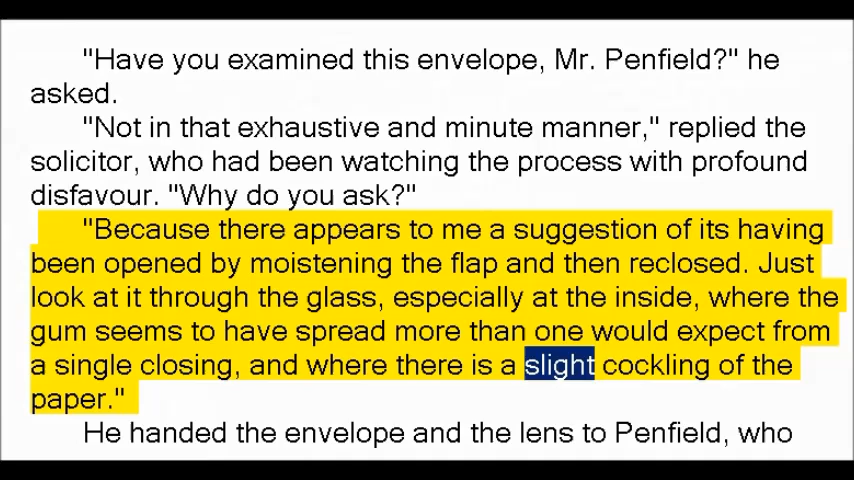 "Have you examined this envelope, Mr. Penfield?" he
asked.
"Not in that exhaustive and minute manner," replied the
solicitor, who had been watching the process with profound
disfavour. "Why do you ask?"
"Because there appears to me a suggestion of its having
been opened by moistening the flap and then reclosed. Just
look at it through the glass, especially at the inside, where the
gum seems to have spread more than one would expect from
a single closing, and where there is a slight cockling of the
paper."
He handed the envelope and the lens to Penfield, who